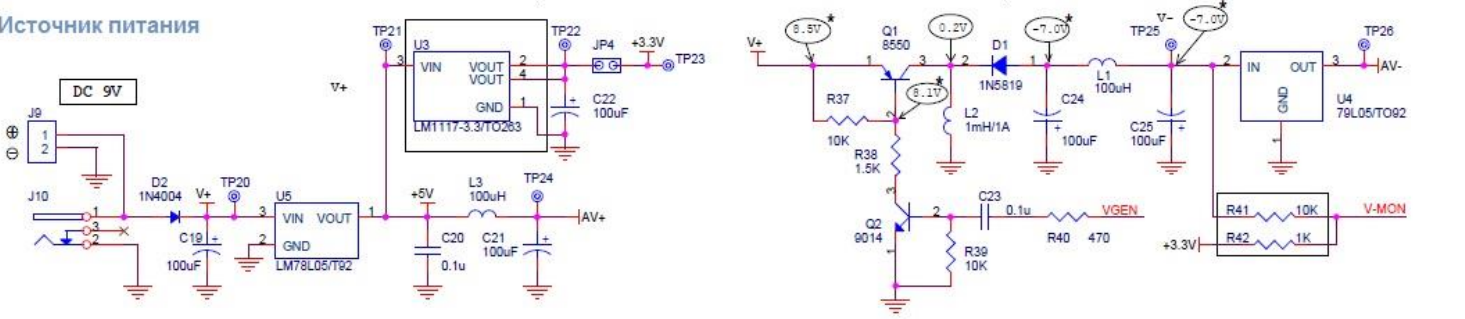 Источник питания
DC 9V
J9
⊕
⊖
1
2
J10
1
3
2
D2
1N4004
V+
TP20
C19
100uF
+
U5
3
VIN
VOUT
1
2
GND
LM78L05/T92
TP21
U3
3
VIN
VOUT
2
VOUT
4
GND
1
LM1117-3.3/TO263
TP22
JP4
+3.3V
TP23
C22
100uF
+
V+
+5V
C20
0.1u
L3
100uH
C21
100uF
+
TP24
AV+
V+
8.5V*
R37
10K
Q1
8550
1
3
2
8.1V*
0.2V
R38
1.5K
L2
1mH/1A
D1
1N5819
2
1
-7.0V*
C24
100uF
+
L1
100uH
V-
TP25
-7.0V*
C25
100uF
+
2
IN
OUT
3
GND
1
U4
79L05/TO92
TP26
AV-
Q2
9014
3
2
1
C23
0.1u
R39
10K
R40
470
VGEN
R41
10K
R42
1K
+3.3V
V-MON